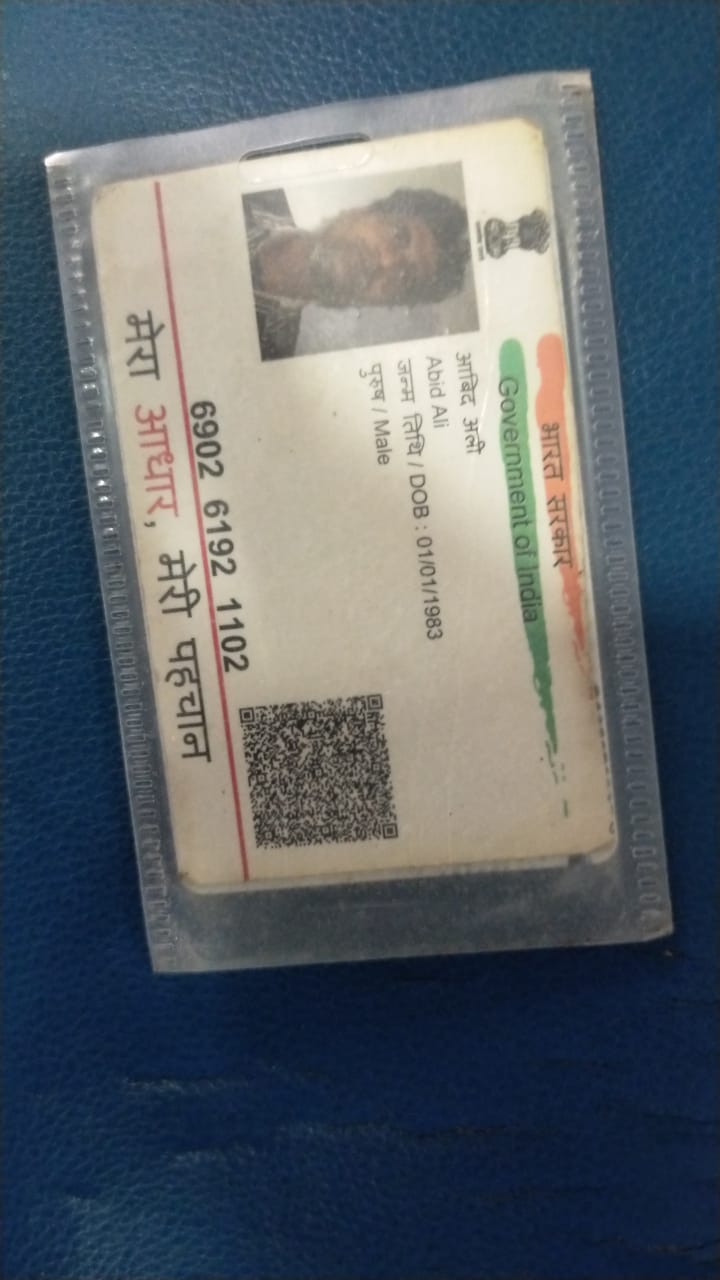 भारत सरकार
Government of India
आबिद अली
Abid Ali
जन्म तिथि / DOB : 01/01/1983
पुरुष / Male
6902 6192 1102
मेरा आधार, मेरी पहचान